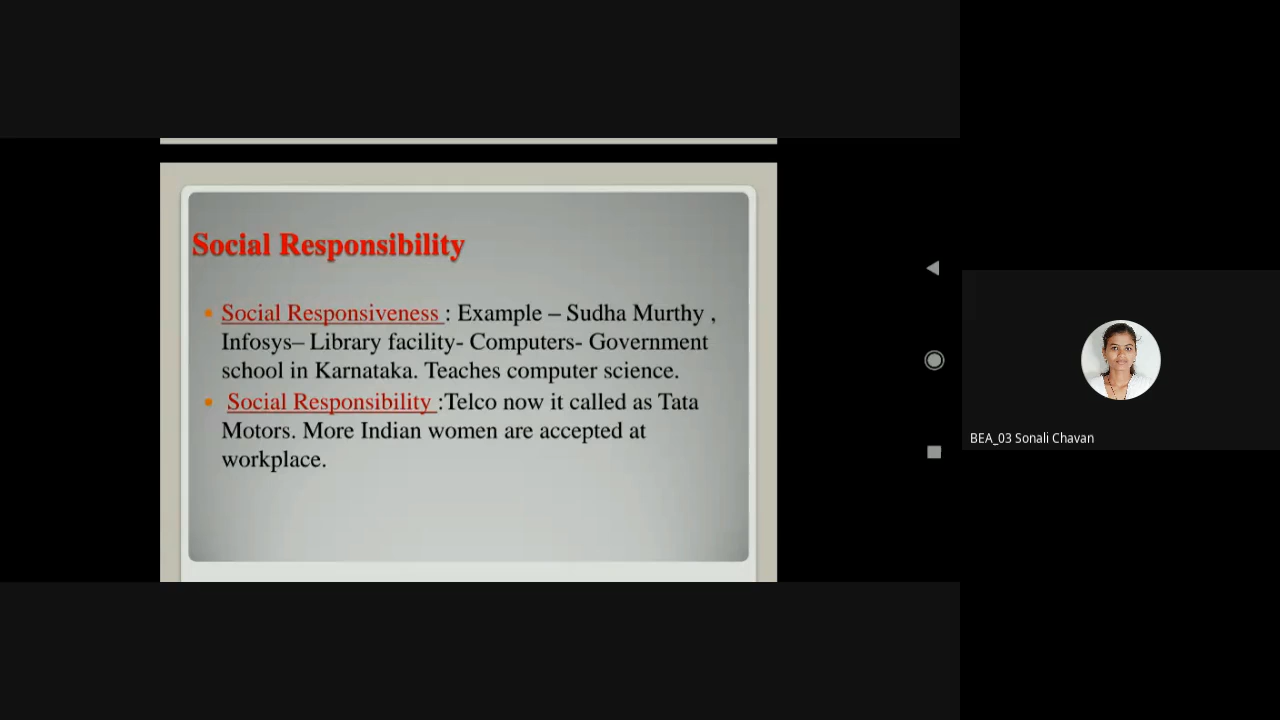 Social Responsibility
Social Responsiveness : Example – Sudha Murthy ,
Infosys– Library facility- Computers- Government
school in Karnataka. Teaches computer science.
Social Responsibility :Telco now it called as Tata
Motors. More Indian women are accepted at
workplace.
BEA_03 Sonali Chavan